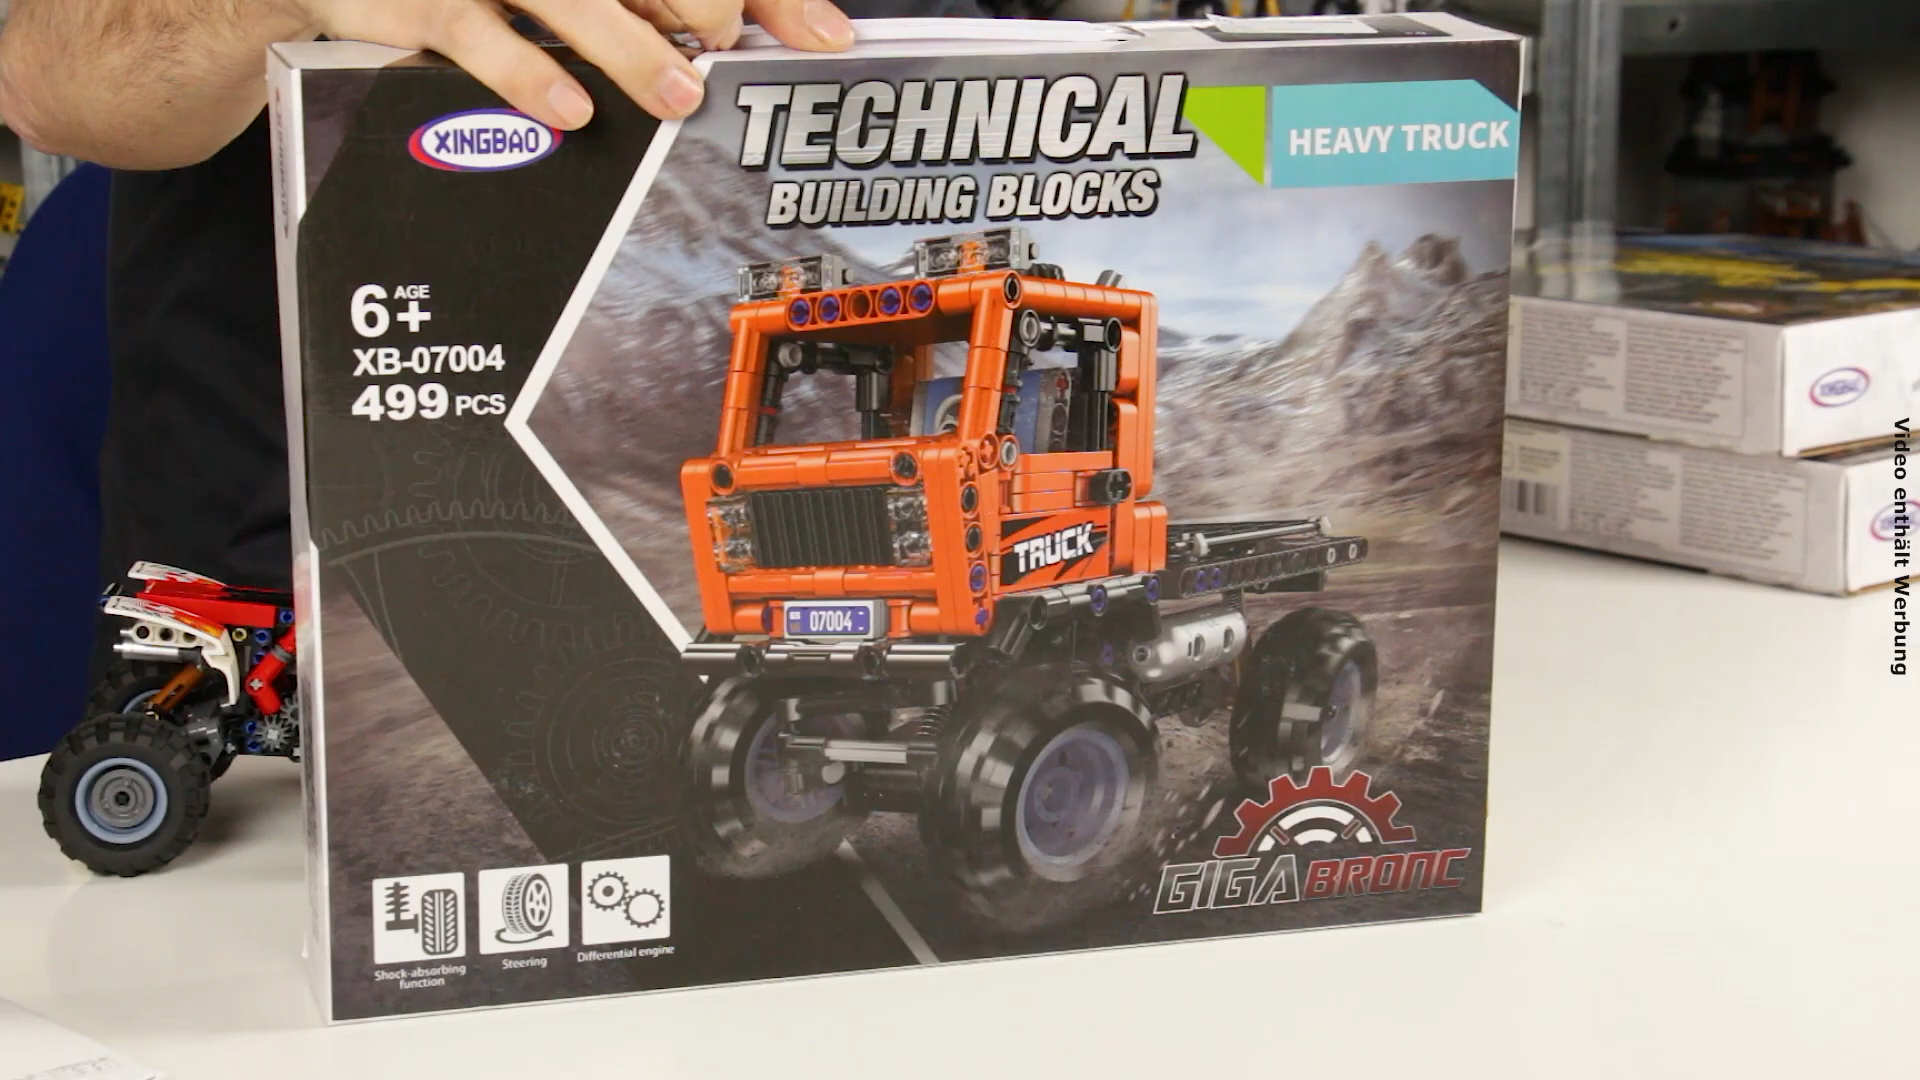 XINGBAO
TECHNICAL
BUILDING BLOCKS
HEAVY TRUCK
6+ AGE
XB-07004
499 PCS
TRUCK
07004
GIGABRONC
Shock-absorbing
function
Steering
Differential engine
Video enthält Werbung